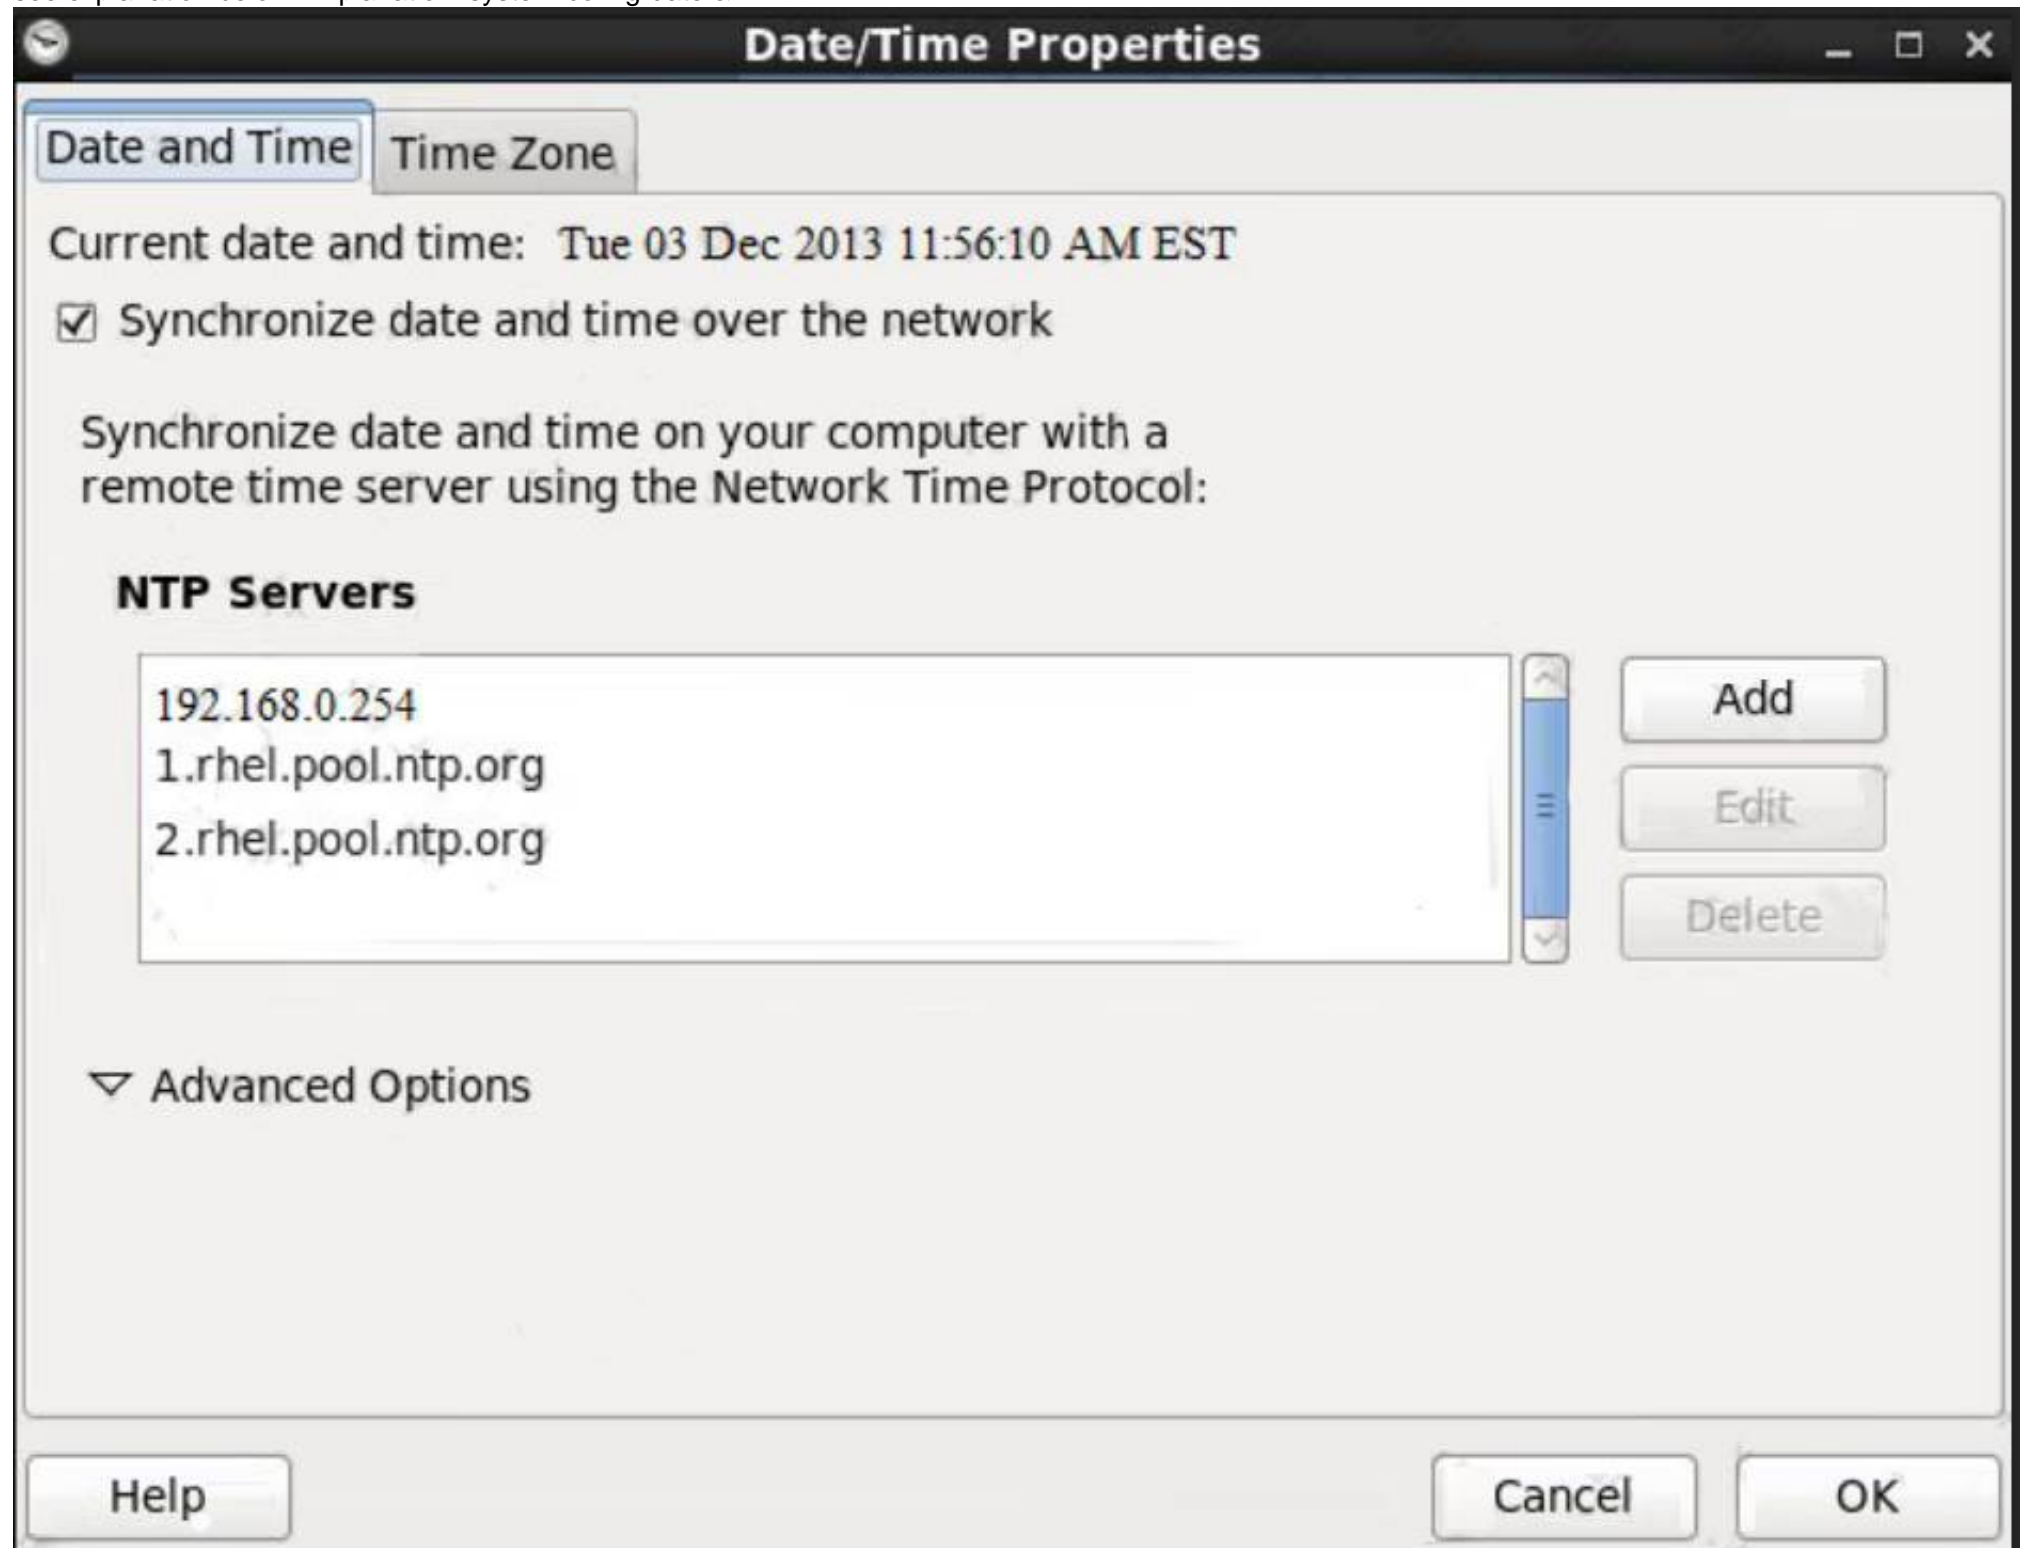 Date/Time Properties
Date and Time
Time Zone
Current date and time: Tue 03 Dec 2013 11:56:10 AM EST
Synchronize date and time over the network
Synchronize date and time on your computer with a
remote time server using the Network Time Protocol:
NTP Servers
192.168.0.254
1.rhel.pool.ntp.org
2.rhel.pool.ntp.org
Add
Edit
Delete
Advanced Options
Help
Cancel
OK